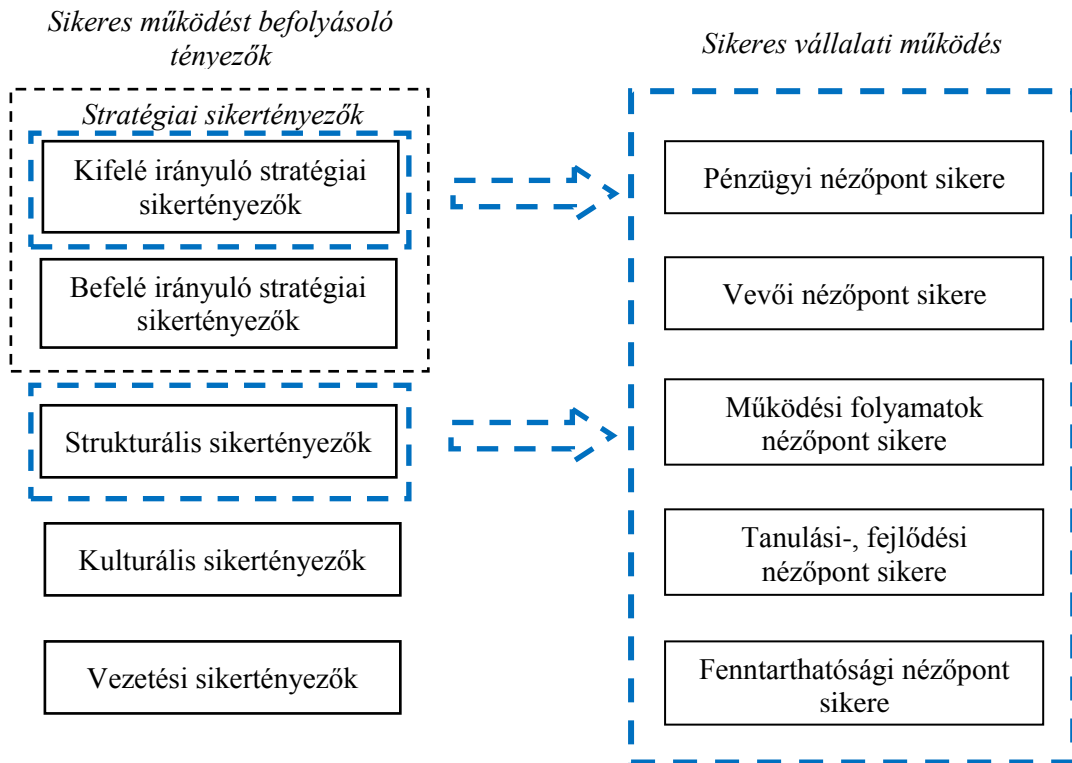 Sikeres működést befolyásoló
tényezők
Stratégiai sikertényezők
Kifelé irányuló stratégiai
sikertényezők
Befelé irányuló stratégiai
sikertényezők
Strukturális sikertényezők
Kulturális sikertényezők
Vezetési sikertényezők
Sikeres vállalati működés
Pénzügyi nézőpont sikere
Vevői nézőpont sikere
Működési folyamatok
nézőpont sikere
Tanulási-, fejlődési
nézőpont sikere
Fenntarthatósági nézőpont
sikere